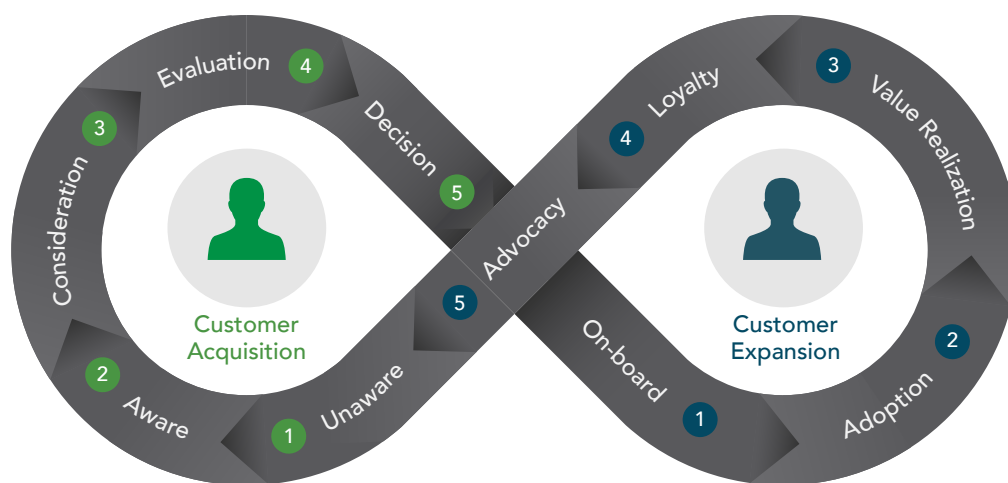 Unaware
1
Aware
2
Consideration
3
Evaluation
4
Decision
5
Customer
Acquisition
On-board
1
Adoption
2
Value Realization
3
Loyalty
4
Advocacy
5
Customer
Expansion